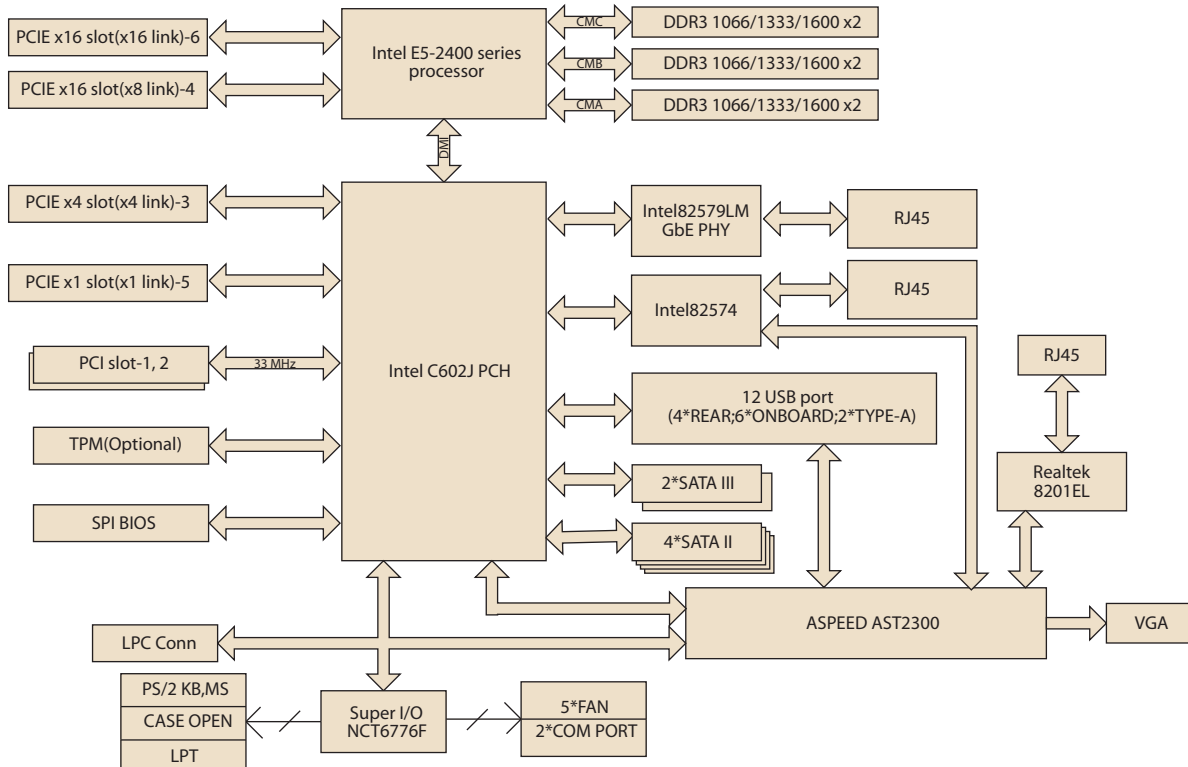 PCIE x16 slot(x16 link)-6
PCIE x16 slot(x8 link)-4
Intel E5-2400 series
processor
CMC
DDR3 1066/1333/1600 x2
CMB
DDR3 1066/1333/1600 x2
CMA
DDR3 1066/1333/1600 x2
DMI
PCIE x4 slot(x4 link)-3
PCIE x1 slot(x1 link)-5
PCI slot-1, 2
33 MHz
TPM(Optional)
SPI BIOS
Intel C602J PCH
Intel82579LM
GbE PHY
RJ45
Intel82574
RJ45
12 USB port
(4*REAR;6*ONBOARD;2*TYPE-A)
2*SATA III
4*SATA II
RJ45
Realtek
8201EL
ASPEED AST2300
VGA
LPC Conn
PS/2 KB,MS
CASE OPEN
LPT
Super I/O
NCT6776F
5*FAN
2*COM PORT